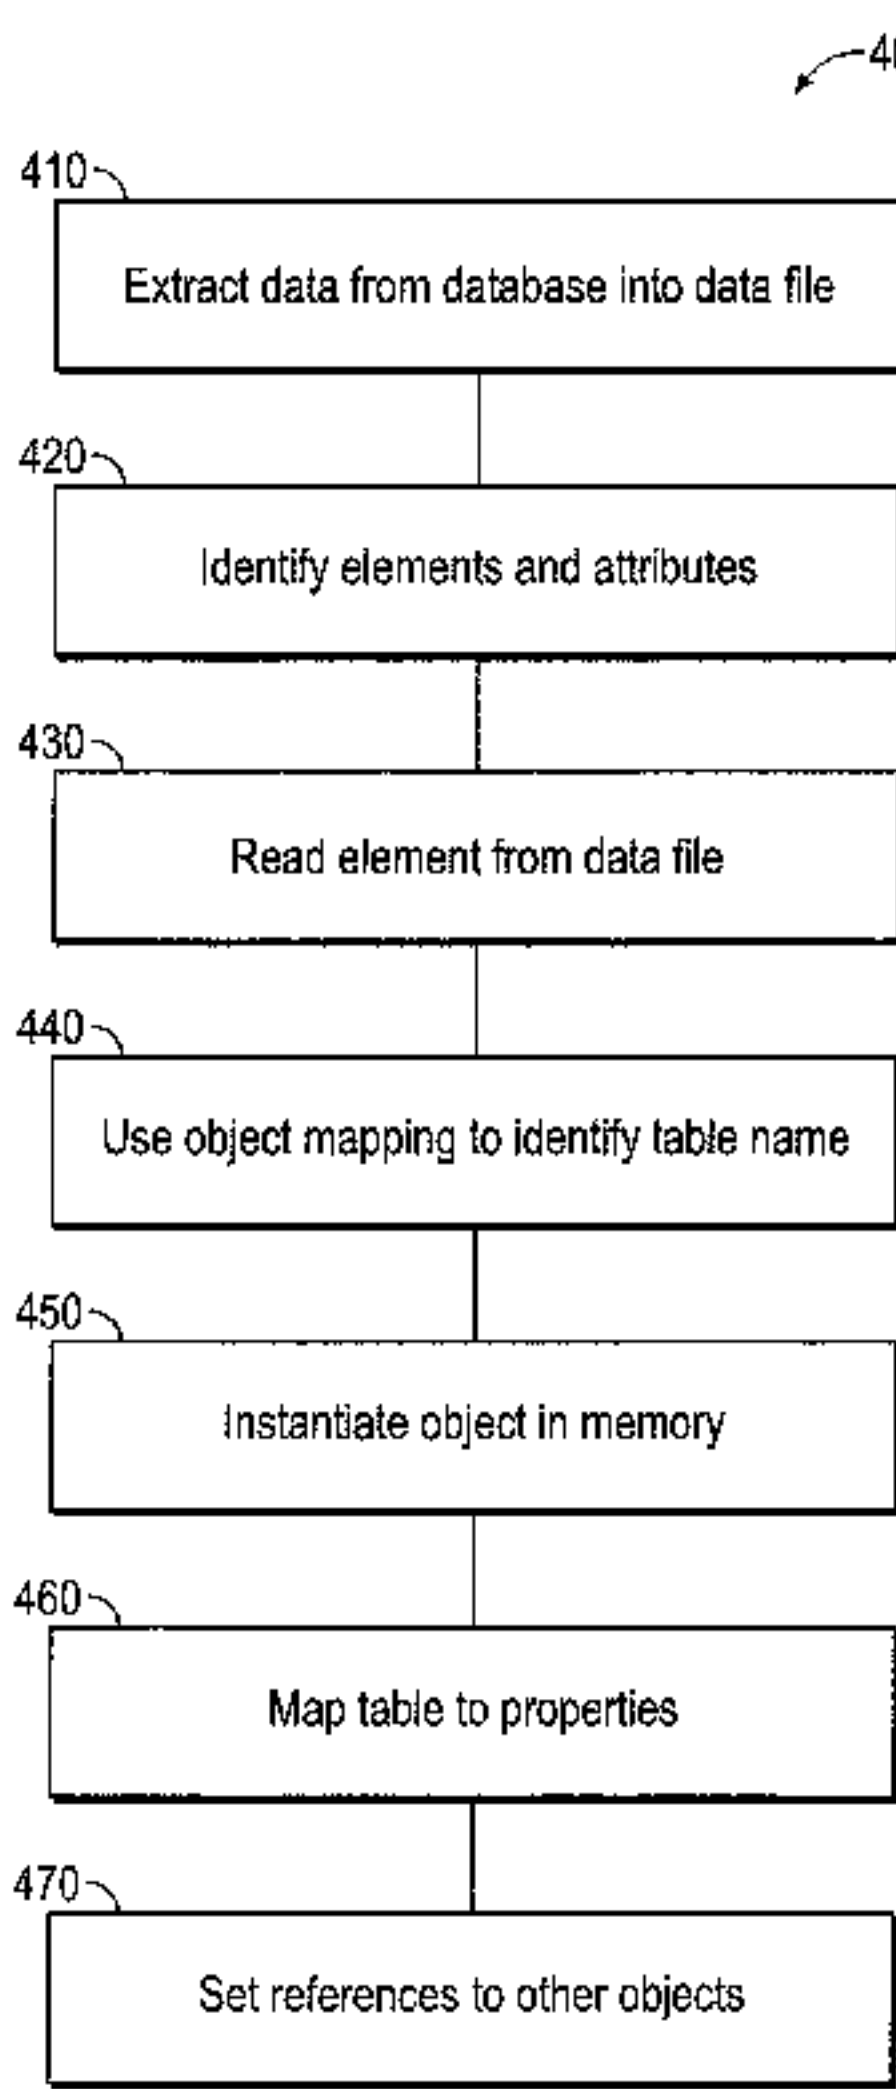 410
Extract data from database into data file
420
Identify elements and attributes
430
Read element from data file
440
Use object mapping to identify table name
450
Instantiate object in memory
460
Map table to properties
470
Set references to other objects